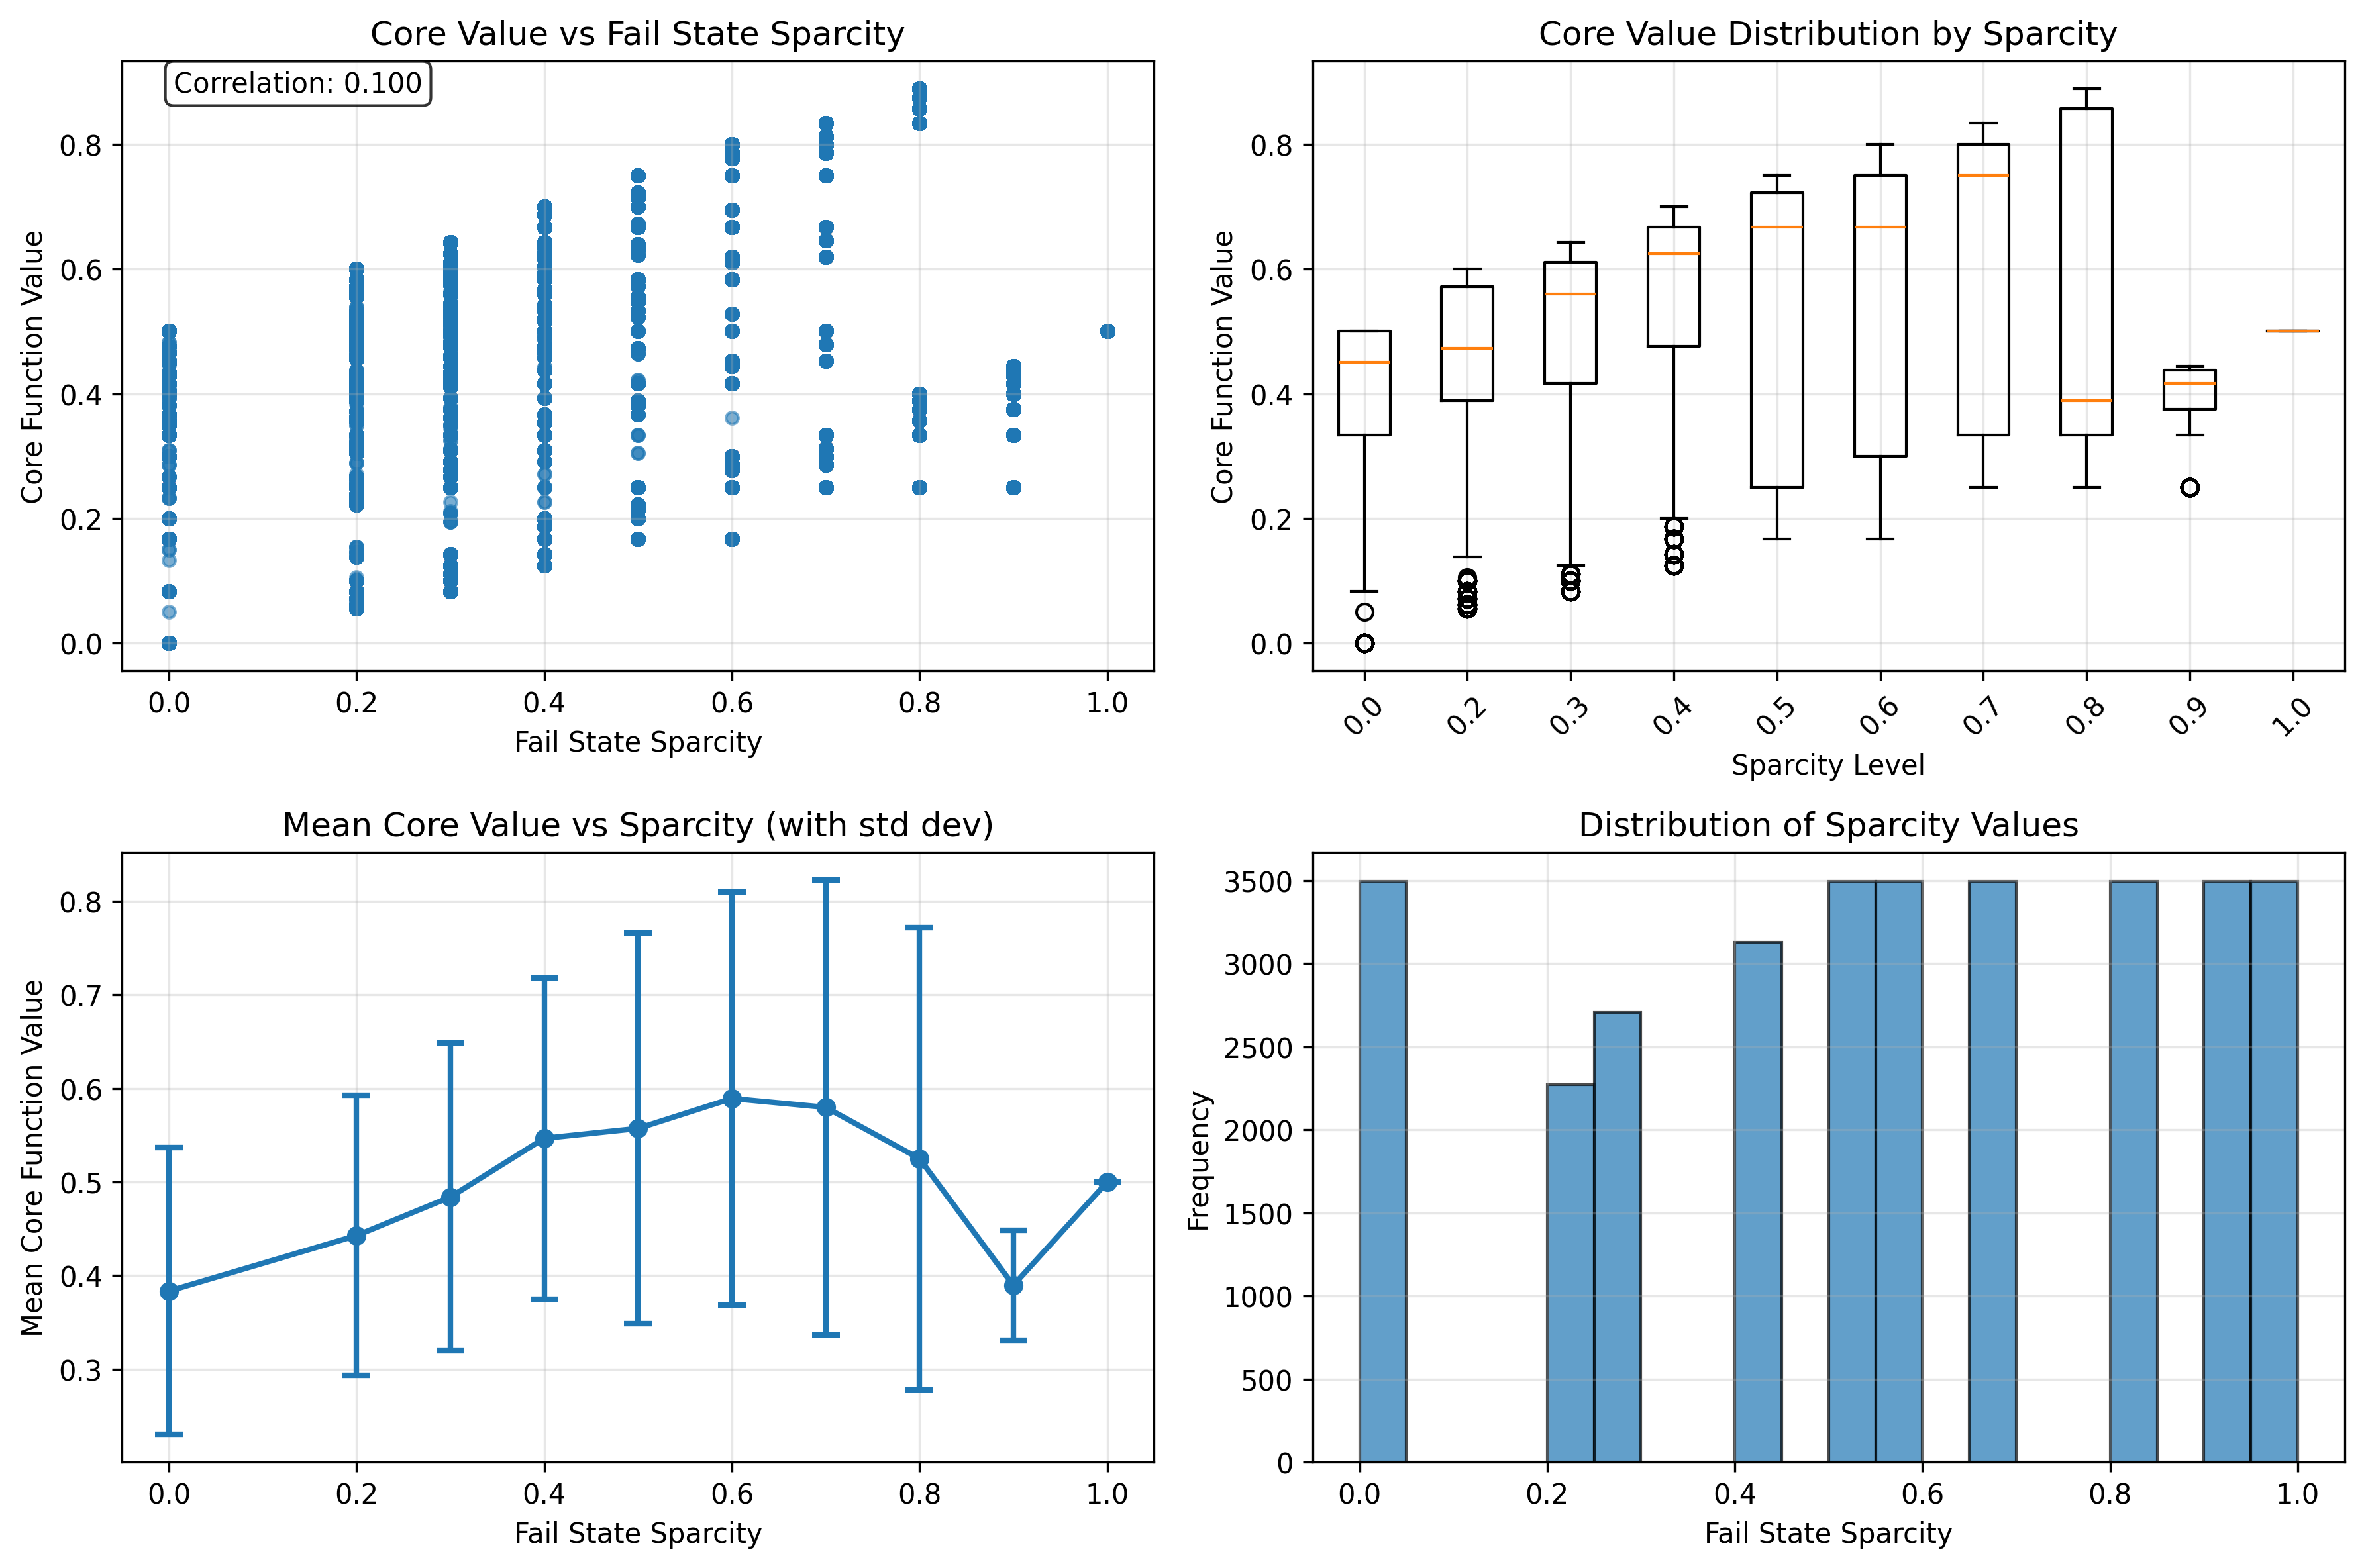 Core Value vs Fail State Sparcity
Correlation: 0.100
Core Function Value
0.8
0.6
0.4
0.2
0.0
0.0 0.2 0.4 0.6 0.8 1.0
Fail State Sparcity
Core Value Distribution by Sparcity
Core Function Value
0.8
0.6
0.4
0.2
0.0
0.0 0.2 0.3 0.4 0.5 0.6 0.7 0.8 0.9 1.0
Sparcity Level
Mean Core Value vs Sparcity (with std dev)
Mean Core Function Value
0.8
0.7
0.6
0.5
0.4
0.3
0.0 0.2 0.4 0.6 0.8 1.0
Fail State Sparcity
Distribution of Sparcity Values
Frequency
3500
3000
2500
2000
1500
1000
500
0
0.0 0.2 0.4 0.6 0.8 1.0
Fail State Sparcity